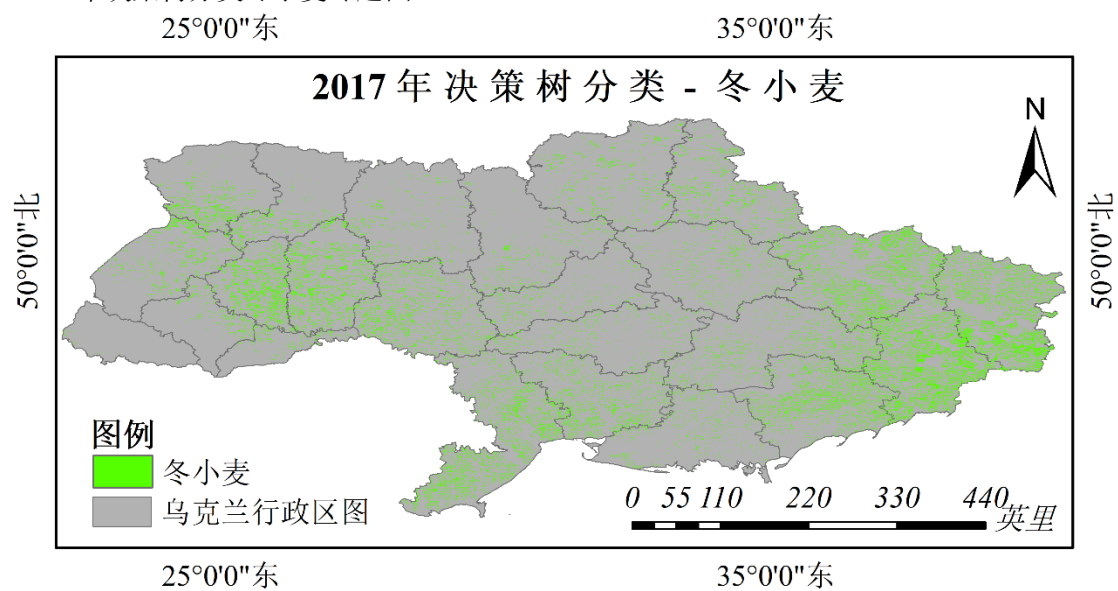 25°0'0"东 35°0'0"东
2017 年 决 策 树 分 类 - 冬 小 麦
N
50°0'0"北
50°0'0"北
图例
冬小麦
乌克兰行政区图
0 55 110 220 330 440
英里
25°0'0"东 35°0'0"东